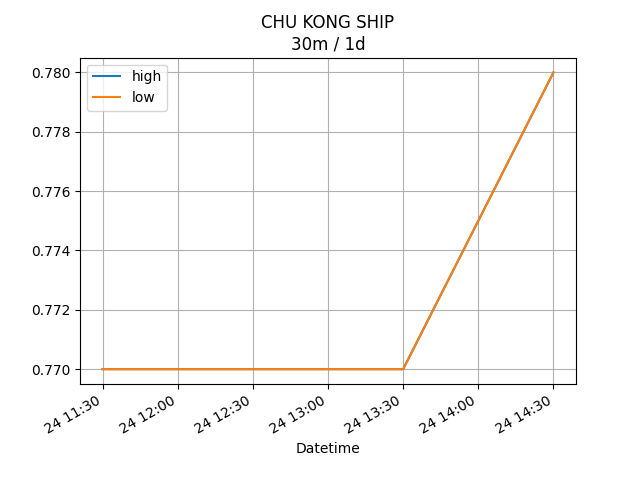 CHU KONG SHIP
30m / 1d
high
low
0.780
0.778
0.776
0.774
0.772
0.770
24 11:30
24 12:00
24 12:30
24 13:00
24 13:30
24 14:00
24 14:30
Datetime